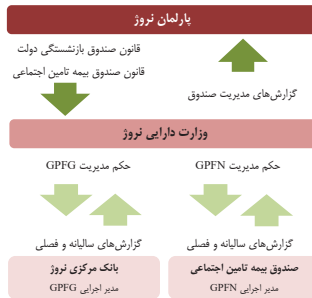 پارلمان نروژ
قانون صندوق بازنشستگی دولت
قانون صندوق بیمه تامین اجتماعی
گزارش‌های مدیریت صندوق
وزارت دارایی نروژ
حکم مدیریت GPFG
حکم مدیریت GPFN
گزارش‌های سالیانه و فصلی
گزارش‌های سالیانه و فصلی
بانک مرکزی نروژ
مدیر اجرایی GPFG
صندوق بیمه تامین اجتماعی
مدیر اجرایی GPFN